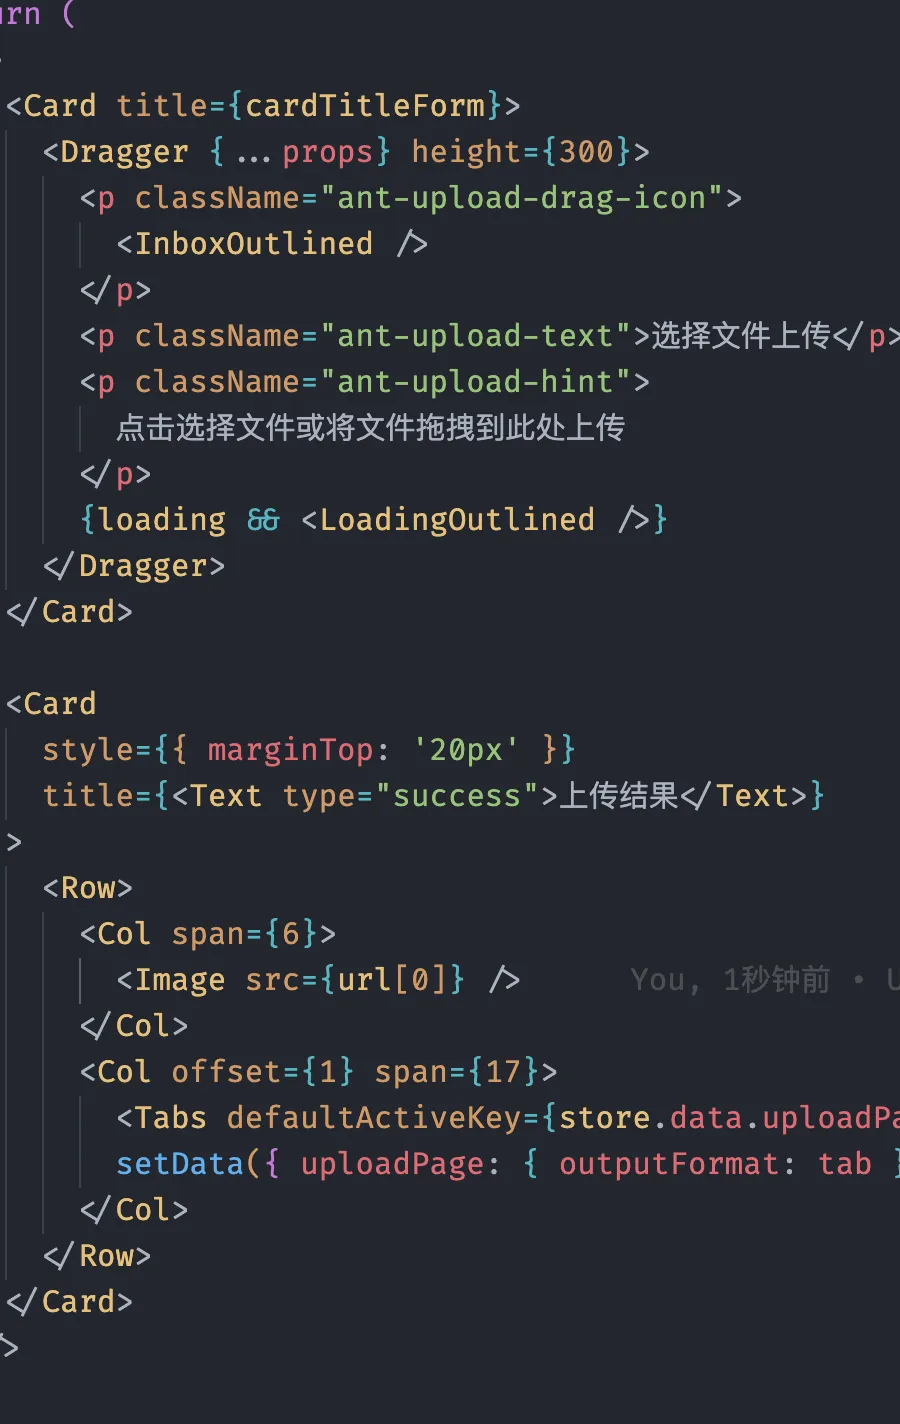 urn (
>
<Card title={cardTitleForm}>
<Dragger {...props} height={300}>
<p className="ant-upload-drag-icon">
<InboxOutlined />
</p>
<p className="ant-upload-text">选择文件上传</p>
<p className="ant-upload-hint">
点击选择文件或将文件拖拽到此处上传
</p>
{loading && <LoadingOutlined />}
</Dragger>
</Card>
<Card
style={{ marginTop: '20px' }}
title={<Text type="success">上传结果</Text>}
>
<Row>
<Col span={6}>
<Image src={url[0]} /> You, 1秒钟前 • U
</Col>
<Col offset={1} span={17}>
<Tabs defaultActiveKey={store.data.uploadPa
setData({ uploadPage: { outputFormat: tab }
</Col>
</Row>
</Card>
>